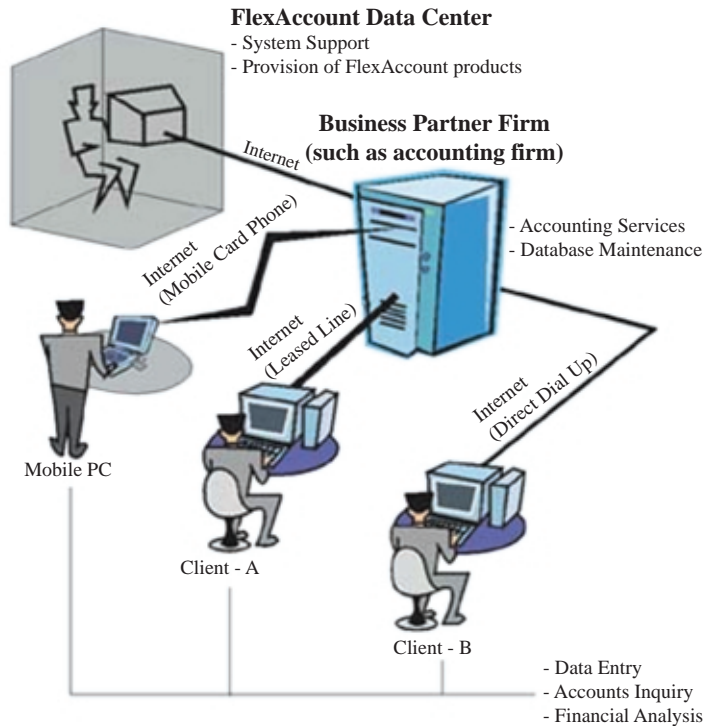 FlexAccount Data Center
- System Support
- Provision of FlexAccount products
Business Partner Firm
(such as accounting firm)
Internet
- Accounting Services
- Database Maintenance
Internet
(Mobile Card Phone)
Internet
(Leased Line)
Internet
(Direct Dial Up)
Mobile PC
Client - A
Client - B
- Data Entry
- Accounts Inquiry
- Financial Analysis